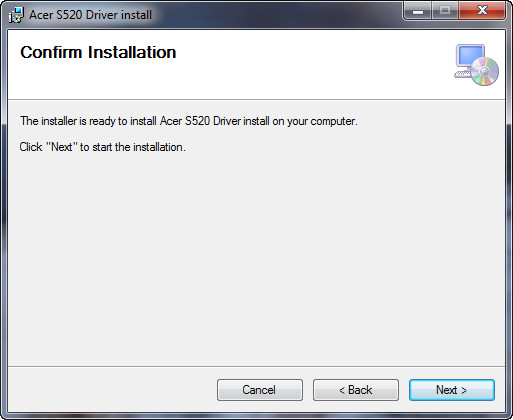 Acer S520 Driver install
Confirm Installation
The installer is ready to install Acer S520 Driver install on your computer.
Click "Next" to start the installation.
Cancel
< Back
Next >